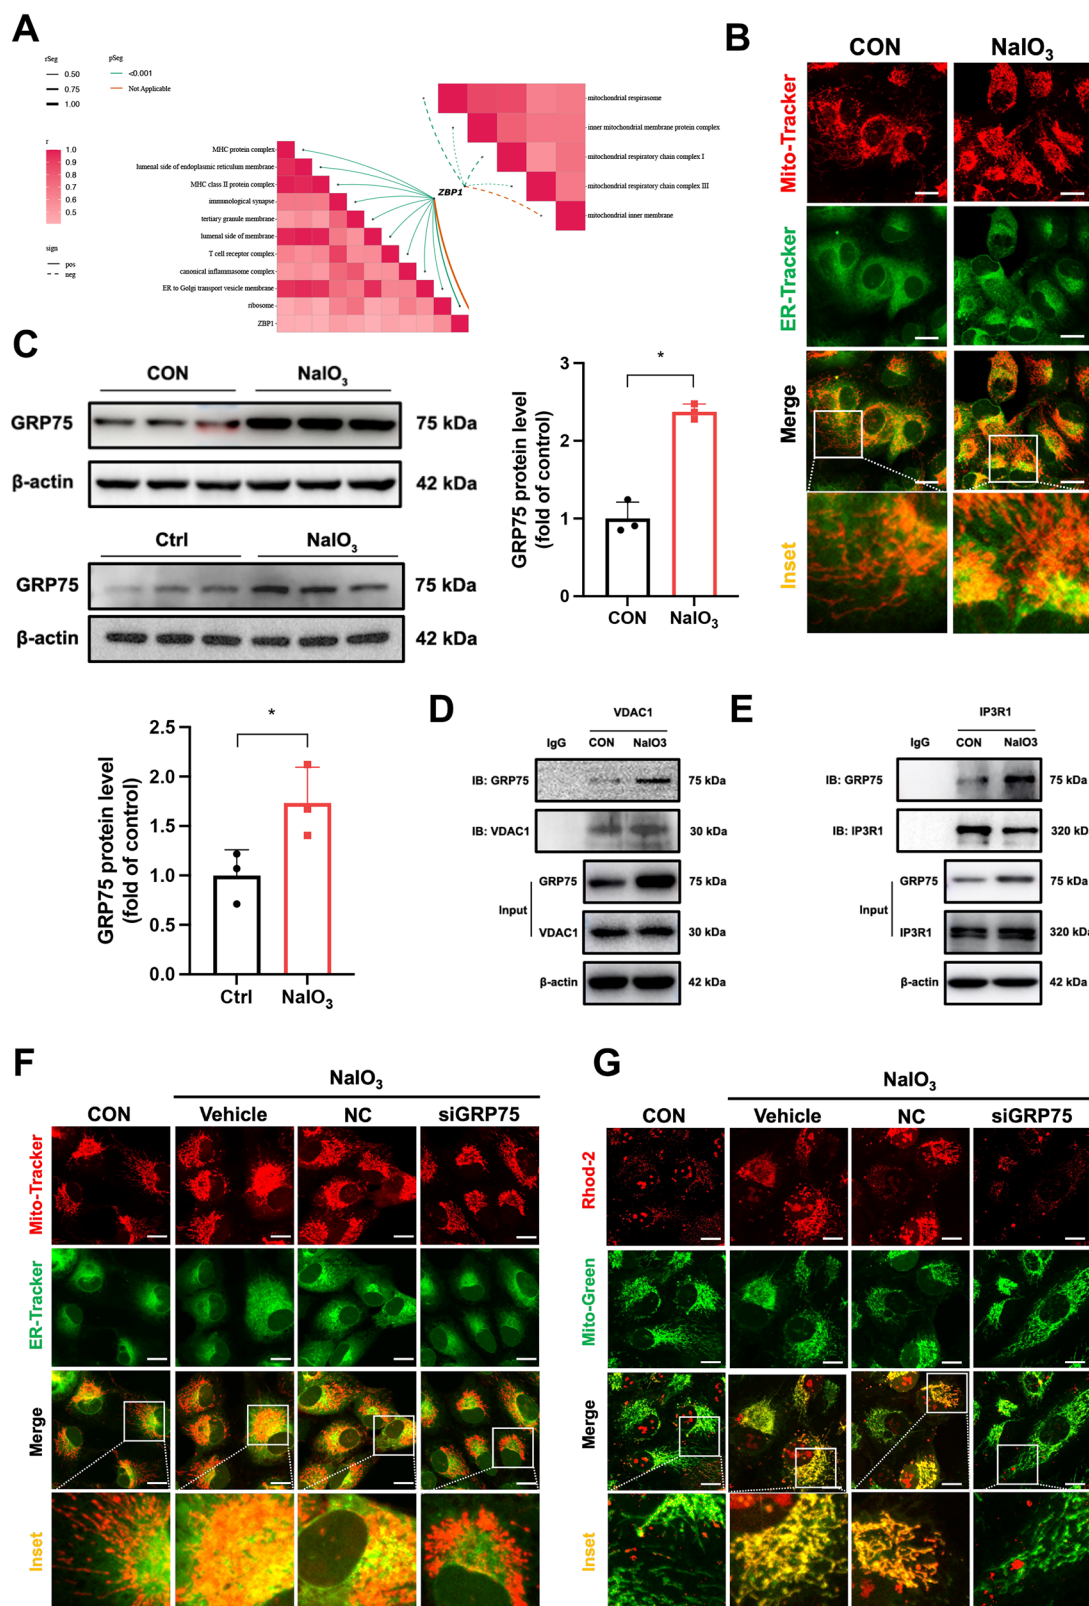 A
rSeg
0.50
0.75
1.00
pSeg
<0.001
Not Applicable
r
1.0
0.9
0.8
0.7
0.6
0.5
sign
pos
neg
MHC protein complex
lumenal side of endoplasmic reticulum membrane
MHC class II protein complex
immunological synapse
tertiary granule membrane
lumenal side of membrane
T cell receptor complex
canonical inflammasome complex
ER to Golgi transport vesicle membrane
ribosome
ZBP1
ZBP1
mitochondrial respirasome
inner mitochondrial membrane protein complex
mitochondrial respiratory chain complex I
mitochondrial respiratory chain complex III
mitochondrial inner membrane
B
CON NaIO3
Mito-Tracker
ER-Tracker
Merge
Inset
C
CON NaIO3
GRP75 75 kDa
β-actin 42 kDa
Ctrl NaIO3
GRP75 75 kDa
β-actin 42 kDa
GRP75 protein level
(fold of control)
3
2
1
0
*
CON NaIO3
GRP75 protein level
(fold of control)
2.5
2.0
1.5
1.0
0.5
0.0
*
Ctrl NaIO3
D
VDAC1
IgG CON NaIO3
IB: GRP75 75 kDa
IB: VDAC1 30 kDa
Input
GRP75 75 kDa
VDAC1 30 kDa
β-actin 42 kDa
E
IP3R1
IgG CON NaIO3
IB: GRP75 75 kDa
IB: IP3R1 320 kDa
Input
GRP75 75 kDa
IP3R1 320 kDa
β-actin 42 kDa
F
NaIO3
CON Vehicle NC siGRP75
Mito-Tracker
ER-Tracker
Merge
Inset
G
NaIO3
CON Vehicle NC siGRP75
Rhod-2
Mito-Green
Merge
Inset